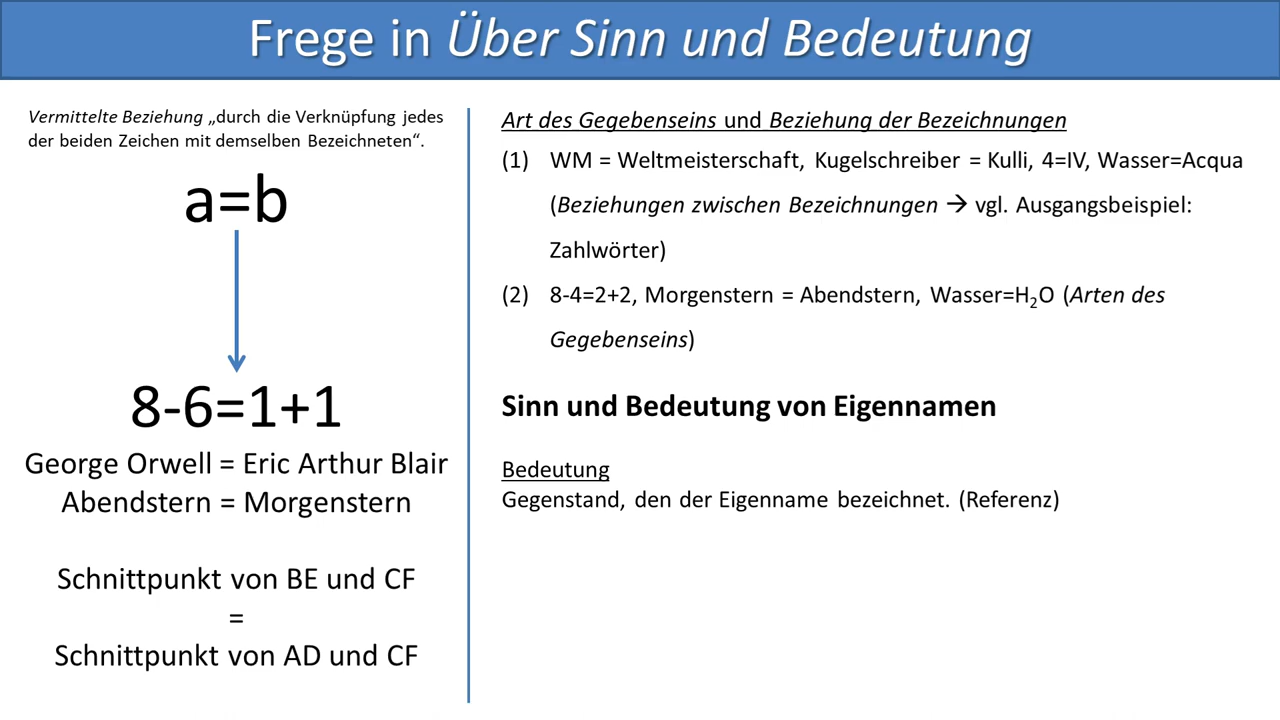 Frege in Über Sinn und Bedeutung
Vermittelte Beziehung „durch die Verknüpfung jedes
der beiden Zeichen mit demselben Bezeichneten“.
a=b
8-6=1+1
George Orwell = Eric Arthur Blair
Abendstern = Morgenstern
Schnittpunkt von BE und CF
=
Schnittpunkt von AD und CF
Art des Gegebenseins und Beziehung der Bezeichnungen
(1) WM = Weltmeisterschaft, Kugelschreiber = Kulli, 4=IV, Wasser=Acqua
(Beziehungen zwischen Bezeichnungen → vgl. Ausgangsbeispiel:
Zahlwörter)
(2) 8-4=2+2, Morgenstern = Abendstern, Wasser=H₂O (Arten des
Gegebenseins)
Sinn und Bedeutung von Eigennamen
Bedeutung
Gegenstand, den der Eigenname bezeichnet. (Referenz)